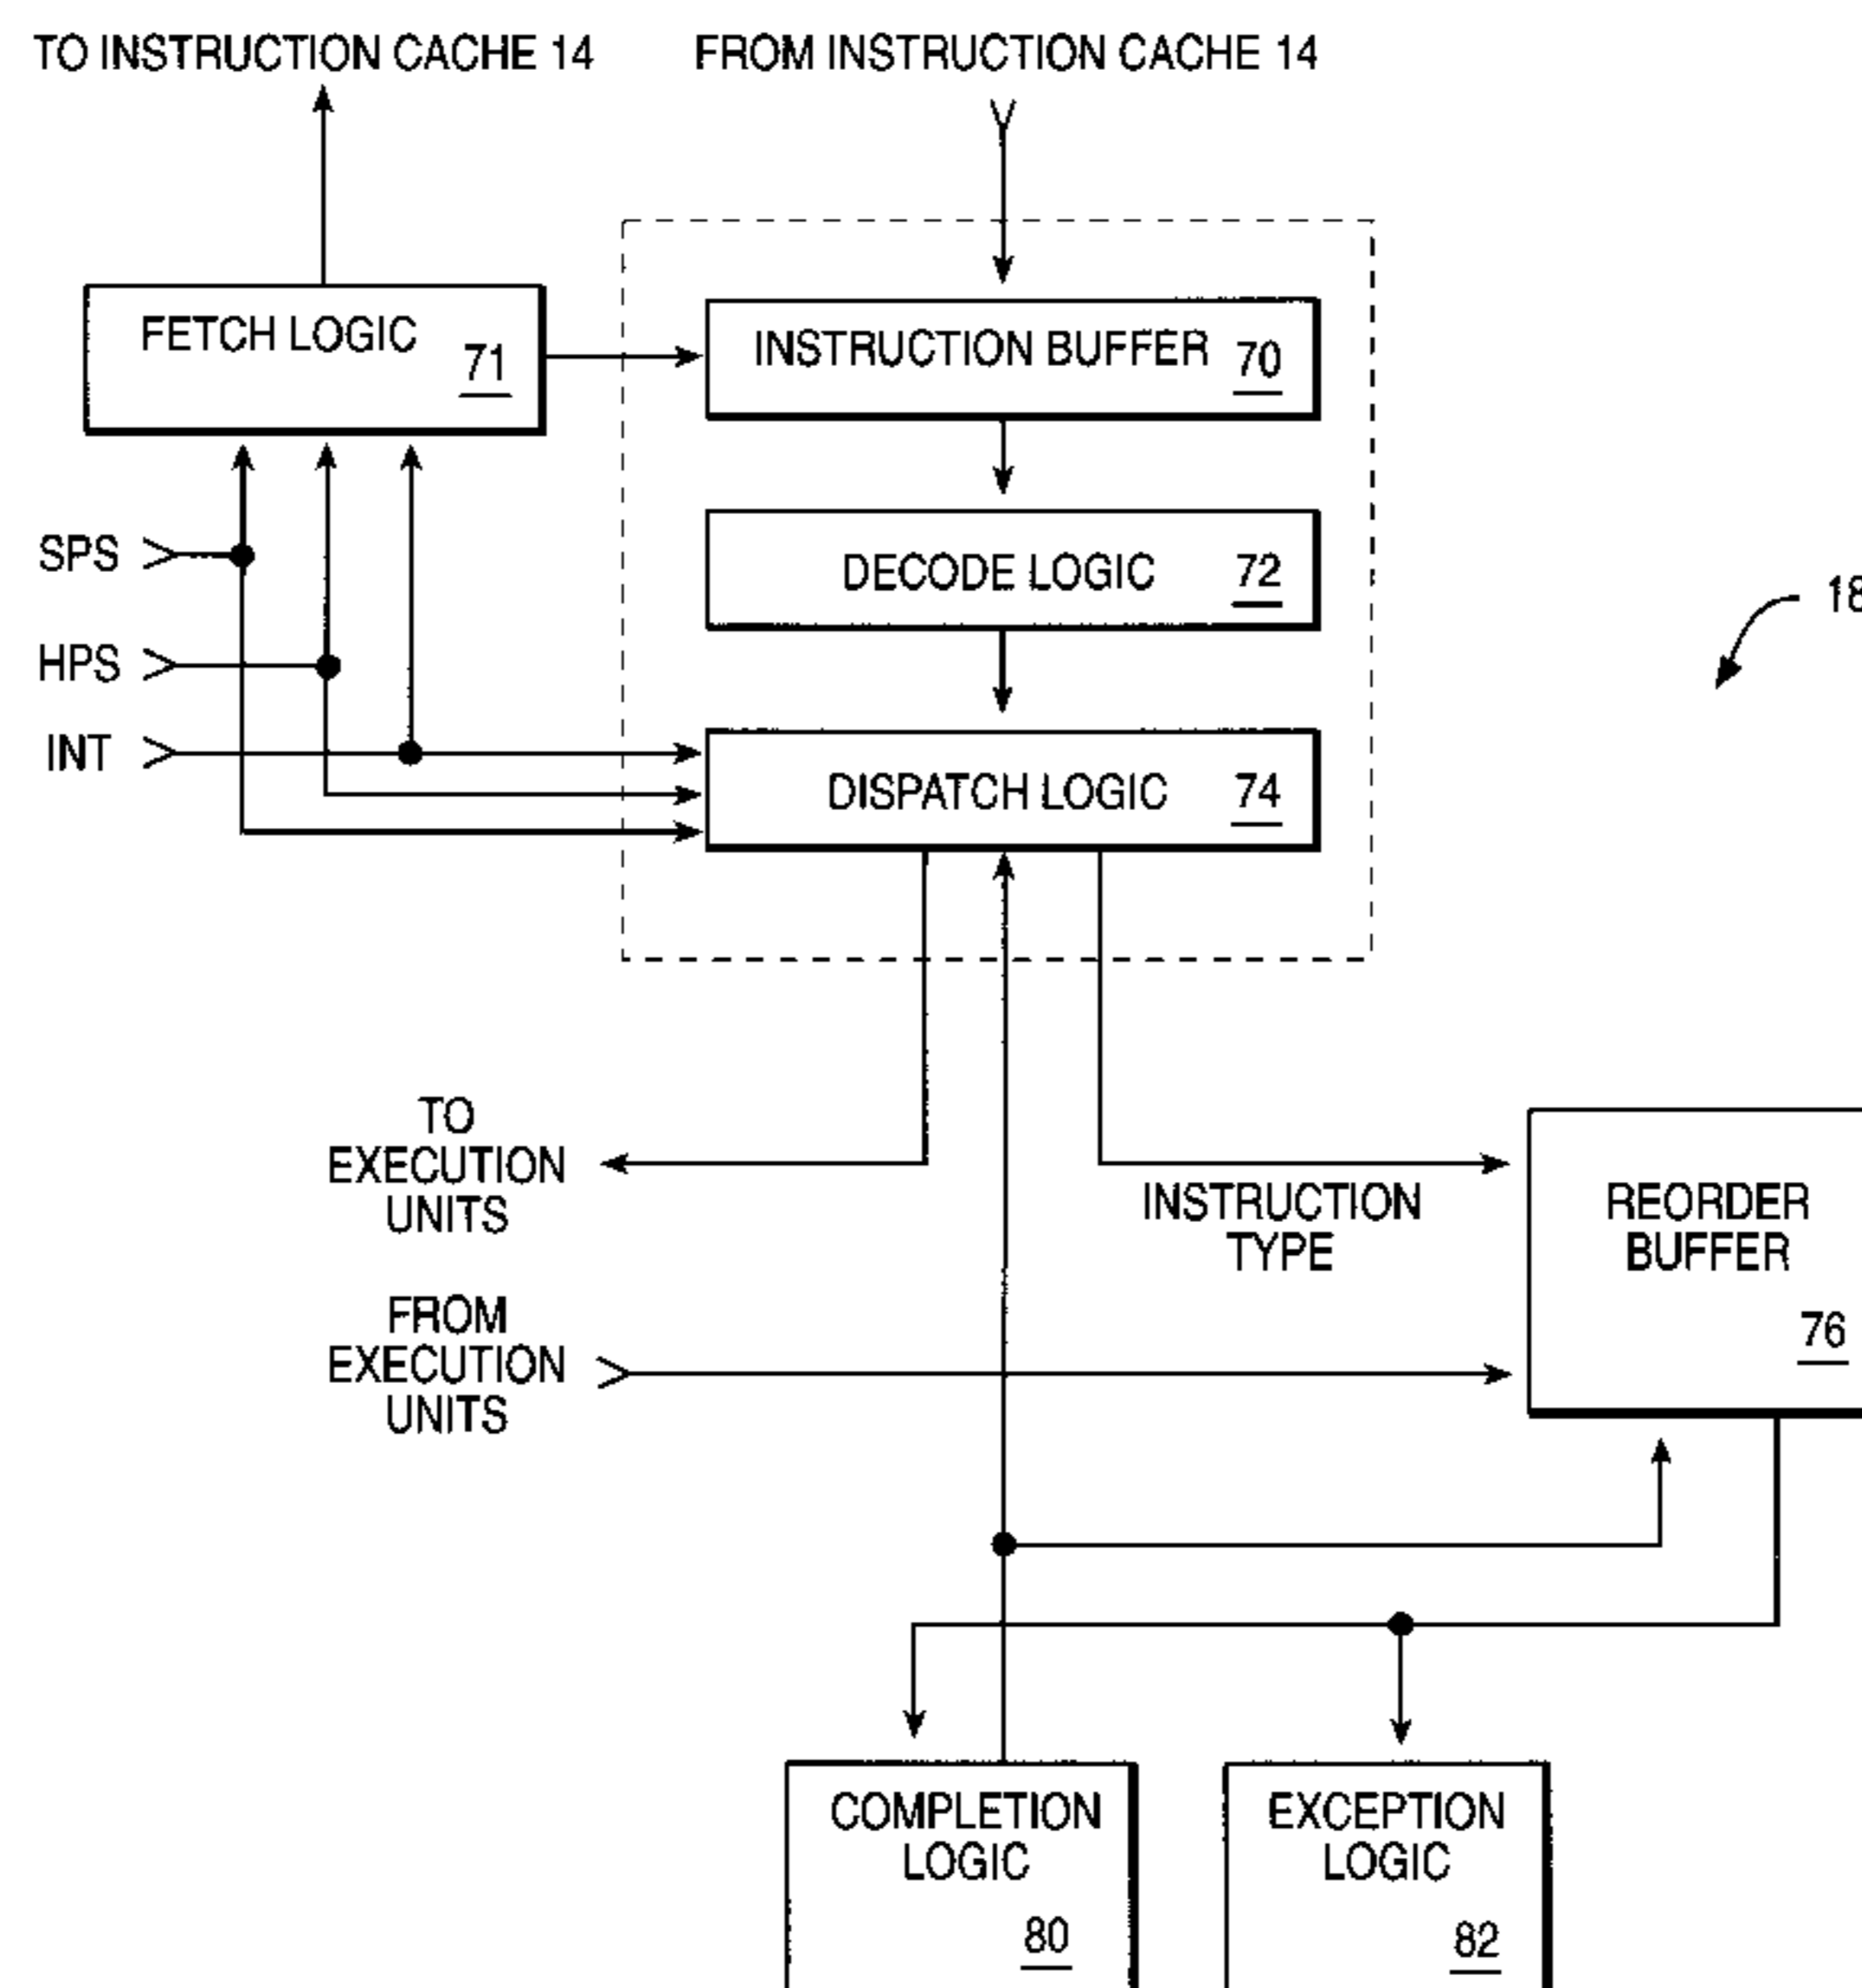 TO INSTRUCTION CACHE 14
FROM INSTRUCTION CACHE 14
FETCH LOGIC
71
INSTRUCTION BUFFER 70
SPS
DECODE LOGIC 72
18
HPS
INT
DISPATCH LOGIC 74
TO
EXECUTION
UNITS
INSTRUCTION
TYPE
REORDER
BUFFER
76
FROM
EXECUTION
UNITS
COMPLETION
LOGIC
80
EXCEPTION
LOGIC
82